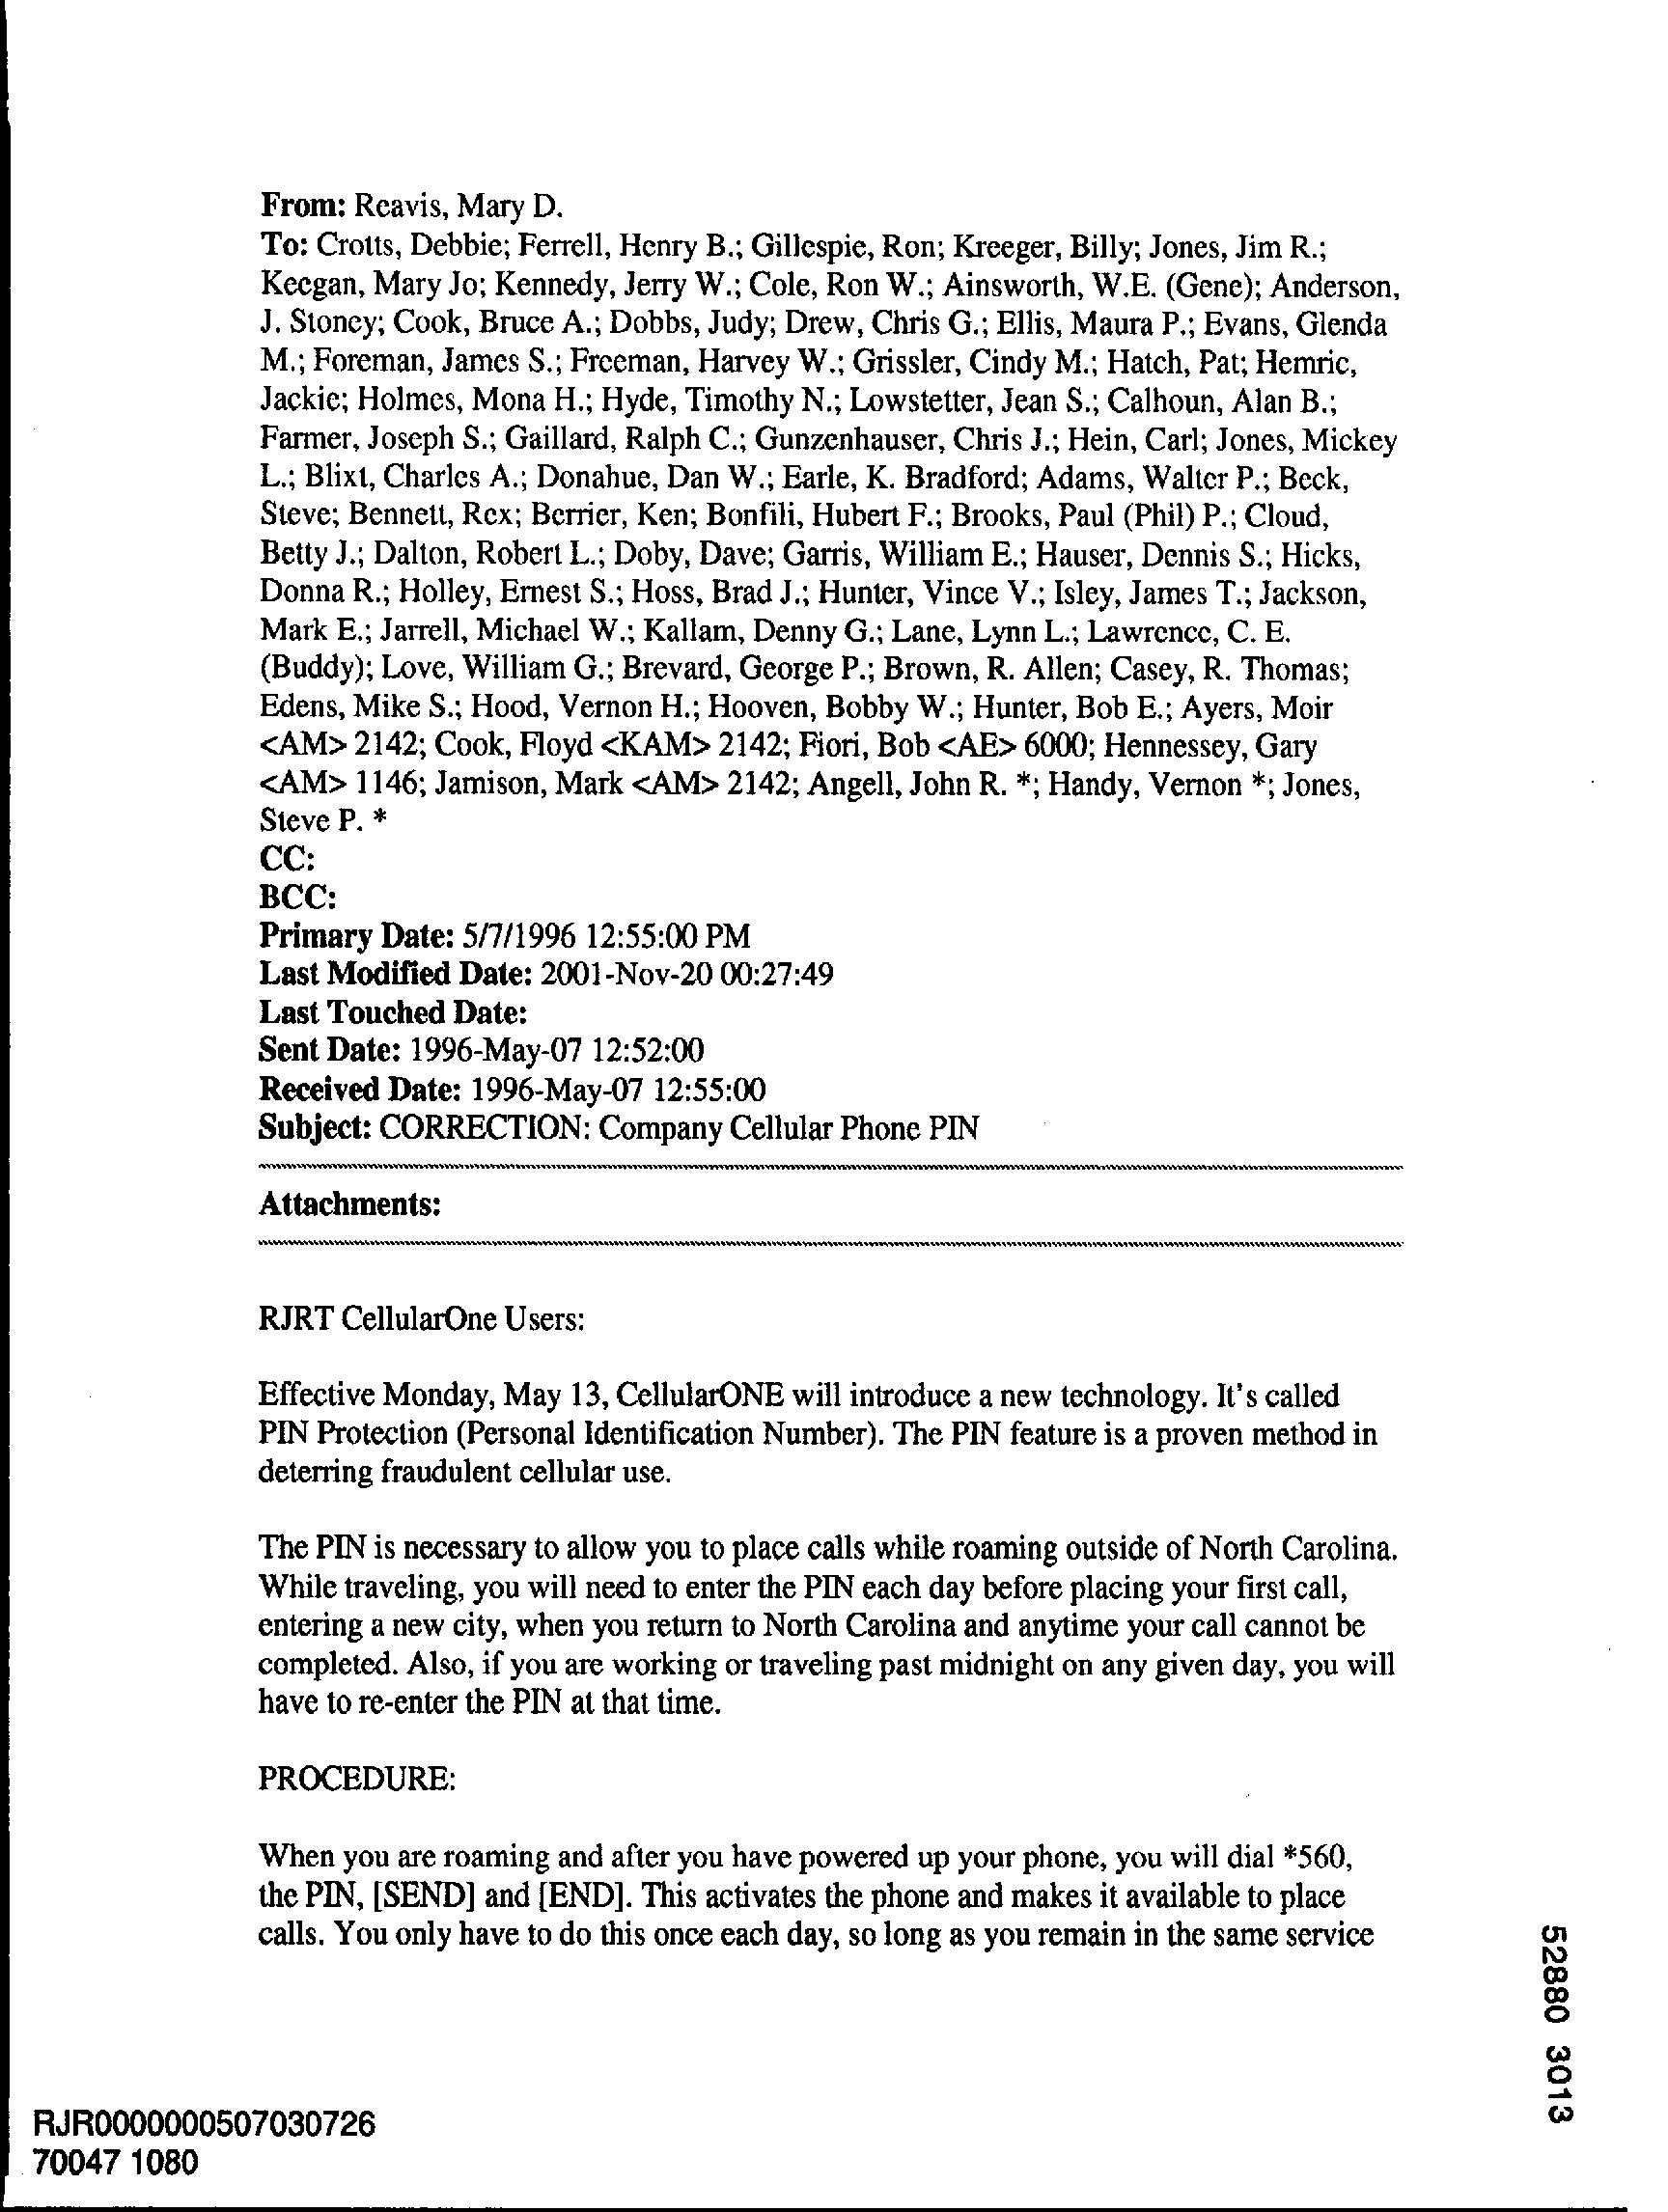 From: Reavis, Mary D.
To: Crotts, Debbie; Ferrell, Henry B.; Gillespie, Ron; Kreeger, Billy; Jones, Jim R.;
Keegan, Mary Jo; Kennedy, Jerry W.; Cole, Ron W.; Ainsworth, W.E. (Gene); Anderson,
J. Stoney; Cook, Bruce A.; Dobbs, Judy; Drew, Chris G.; Ellis, Maura P.; Evans, Glenda
M.; Foreman, James S.; Freeman, Harvey W.; Grissler, Cindy M.; Hatch, Pat; Hemric,
Jackie; Holmes, Mona H.; Hyde, Timothy N.; Lowstetter, Jean S.; Calhoun, Alan B.;
Farmer, Joseph S.; Gaillard, Ralph C.; Gunzenhauser, Chris J.; Hein, Carl; Jones, Mickey
L.; Blixt, Charles A.; Donahue, Dan W.; Earle, K. Bradford; Adams, Walter P.; Beck,
Steve; Bennett, Rex; Berrier, Ken; Bonfili, Hubert F.; Brooks, Paul (Phil) P.; Cloud,
Betty J.; Dalton, Robert L.; Doby, Dave; Garris, William E.; Hauser, Dennis S.; Hicks,
Donna R.; Holley, Ernest S.; Hoss, Brad J.; Hunter, Vince V.; Isley, James T.; Jackson,
Mark E.; Jarrell, Michael W.; Kallam, Denny G.; Lane, Lynn L.; Lawrence, C. E.
(Buddy); Love, William G.; Brevard, George P.; Brown, R. Allen; Casey, R. Thomas;
Edens, Mike S.; Hood, Vernon H.; Hooven, Bobby W.; Hunter, Bob E.; Ayers, Moir
<AM> 2142; Cook, Floyd <KAM> 2142; Fiori, Bob <AE> 6000; Hennessey, Gary
<AM> 1146; Jamison, Mark <AM> 2142; Angell, John R. *; Handy, Vernon *; Jones,
Steve P. *
CC:
BCC:
Primary Date: 5/7/1996 12:55:00 PM
Last Modified Date: 2001-Nov-20 00:27:49
Last Touched Date:
Sent Date: 1996-May-07 12:52:00
Received Date: 1996-May-07 12:55:00
Subject: CORRECTION: Company Cellular Phone PIN
Attachments:
RJRT CellularOne Users:
Effective Monday, May 13, CellularONE will introduce a new technology. It's called
PIN Protection (Personal Identification Number). The PIN feature is a proven method in
deterring fraudulent cellular use.
The PIN is necessary to allow you to place calls while roaming outside of North Carolina.
While traveling, you will need to enter the PIN each day before placing your first call,
entering a new city, when you return to North Carolina and anytime your call cannot be
completed. Also, if you are working or traveling past midnight on any given day, you will
have to re-enter the PIN at that time.
PROCEDURE:
When you are roaming and after you have powered up your phone, you will dial *560,
the PIN, [SEND] and [END]. This activates the phone and makes it available to place
calls. You only have to do this once each day, so long as you remain in the same service
52880 3013
RJR0000000507030726
70047 1080